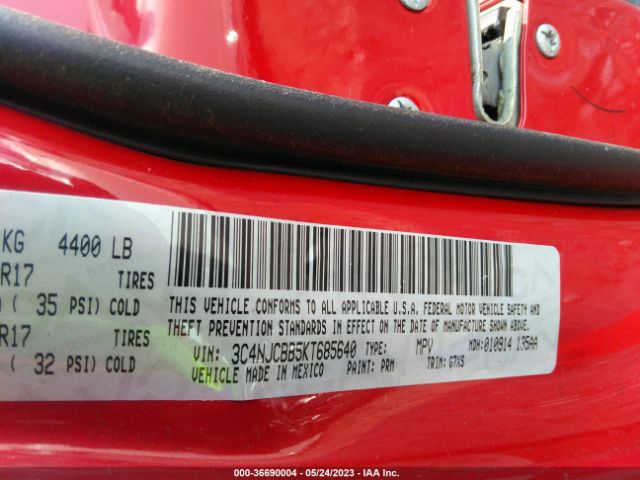 KG 4400 LB
R17 TIRES
( 35 PSI) COLD
R17 TIRES
( 32 PSI) COLD
THIS VEHICLE CONFORMS TO ALL APPLICABLE U.S.A. FEDERAL MOTOR VEHICLE SAFETY AND
THEFT PREVENTION STANDARDS IN EFFECT ON THE DATE OF MANUFACTURE SHOWN ABOVE.
VIN: 3C4NJCBB5KT685640 TYPE: MPV MDH: 010914 135AA
VEHICLE MADE IN MEXICO PAINT: PRM TRIM: G7XS
000-36690004 - 05/24/2023 - IAA Inc.